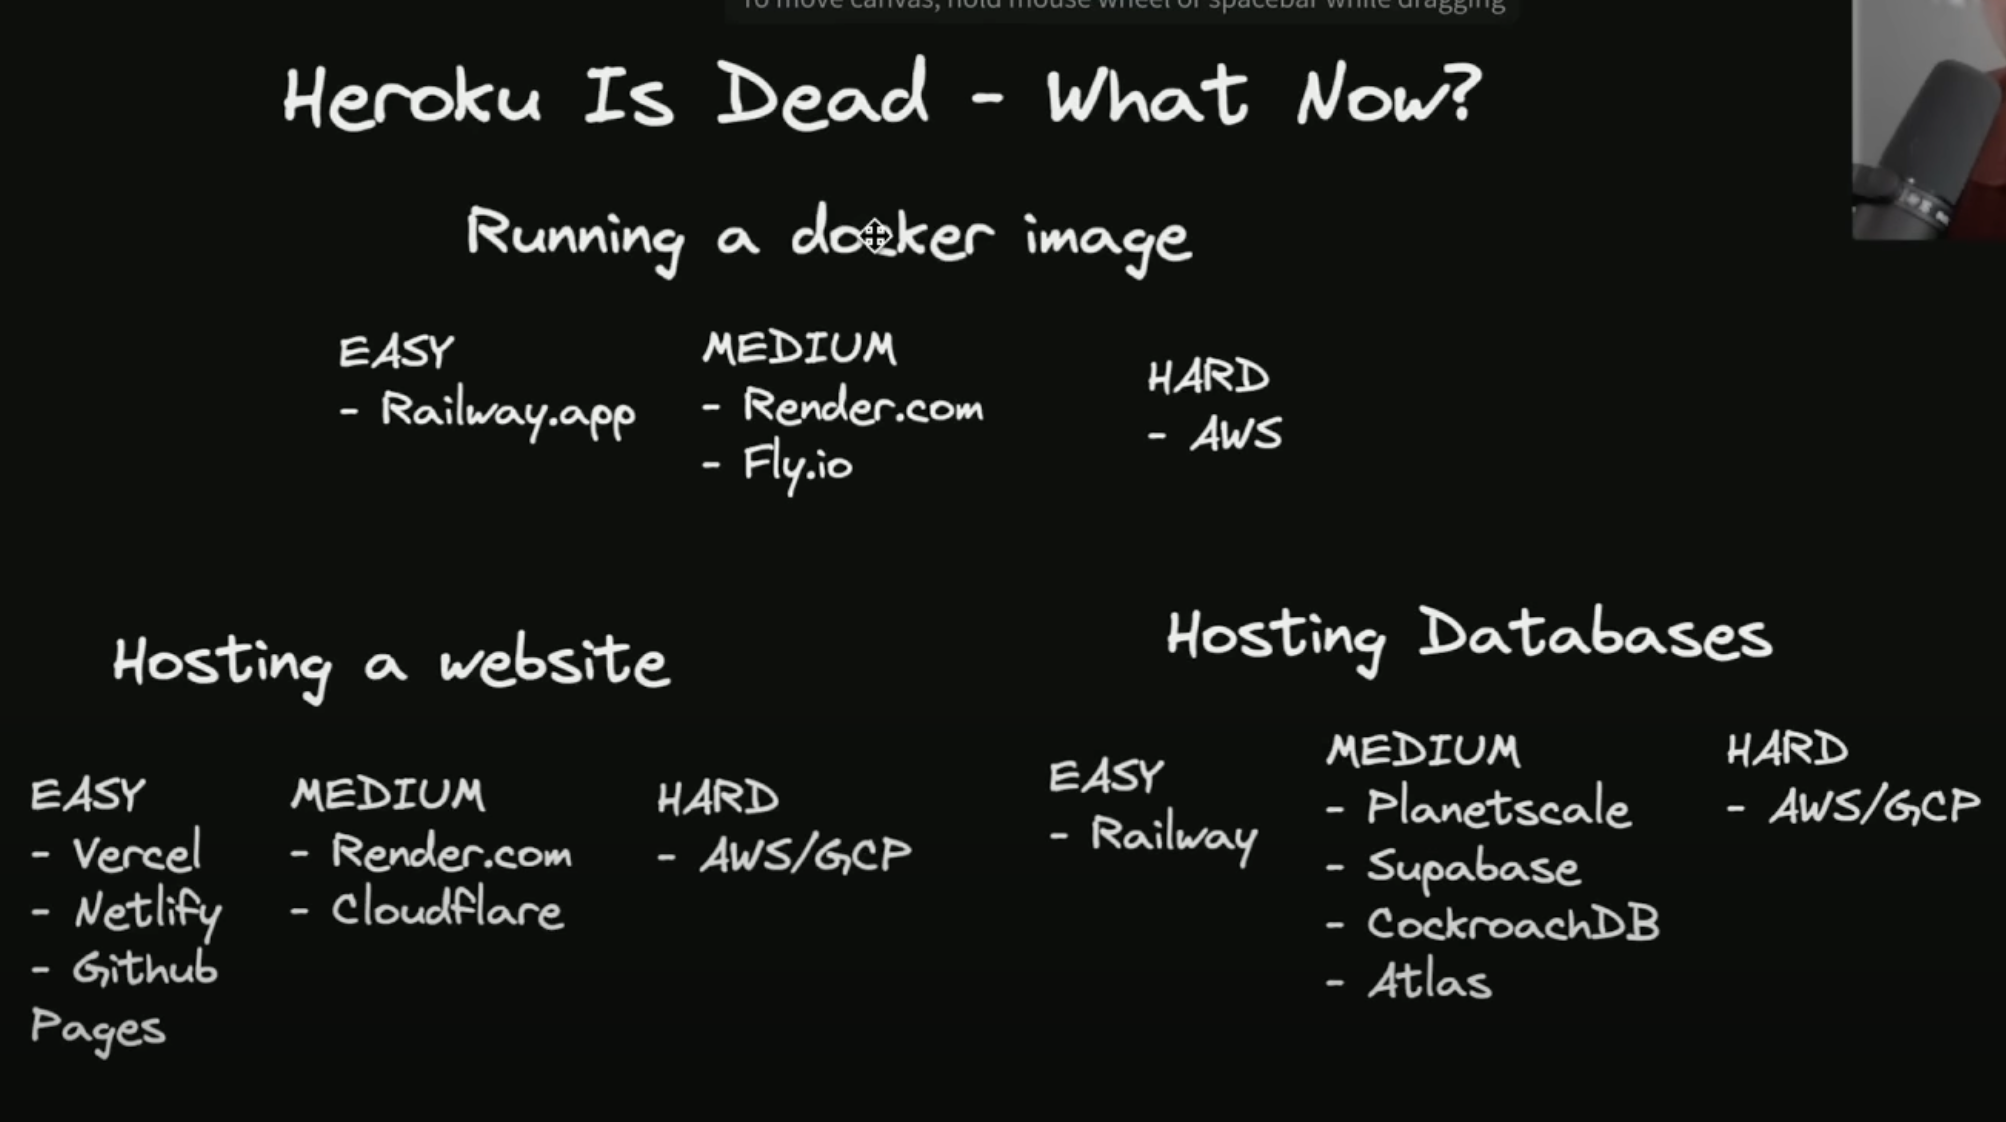 To move canvas, hold mouse wheel or spacebar while dragging
Heroku Is Dead - What Now?
Running a docker image
EASY
- Railway.app
MEDIUM
- Render.com
- Fly.io
HARD
- AWS
Hosting a website
EASY
- Vercel
- Netlify
- Github
Pages
MEDIUM
- Render.com
- Cloudflare
HARD
- AWS/GCP
Hosting Databases
EASY
- Railway
MEDIUM
- Planetscale
- Supabase
- CockroachDB
- Atlas
HARD
- AWS/GCP